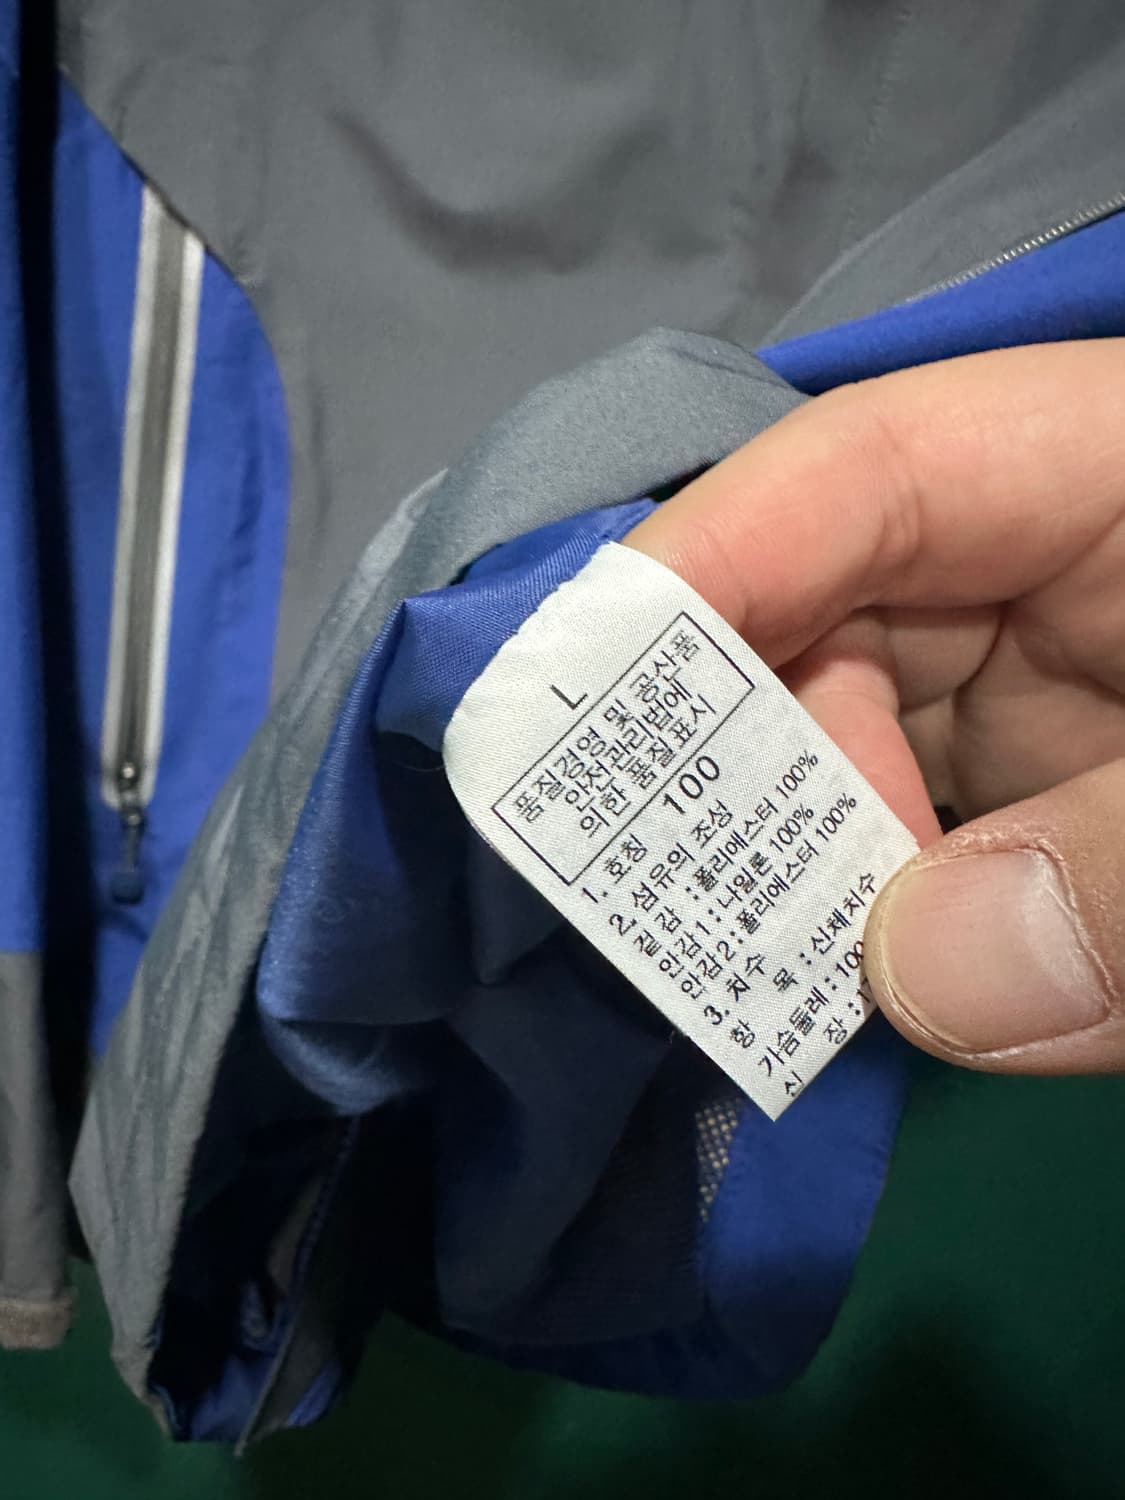 L
품질경영 및 공산품
안전관리법에
의한 품질표시
1. 호칭 100
2. 섬유의 조성
겉 감 : 폴리에스터 100%
안감1 : 나일론 100%
안감2 : 폴리에스터 100%
3. 치수
항 목 : 신체치수
가슴둘레 : 100
신 장 :